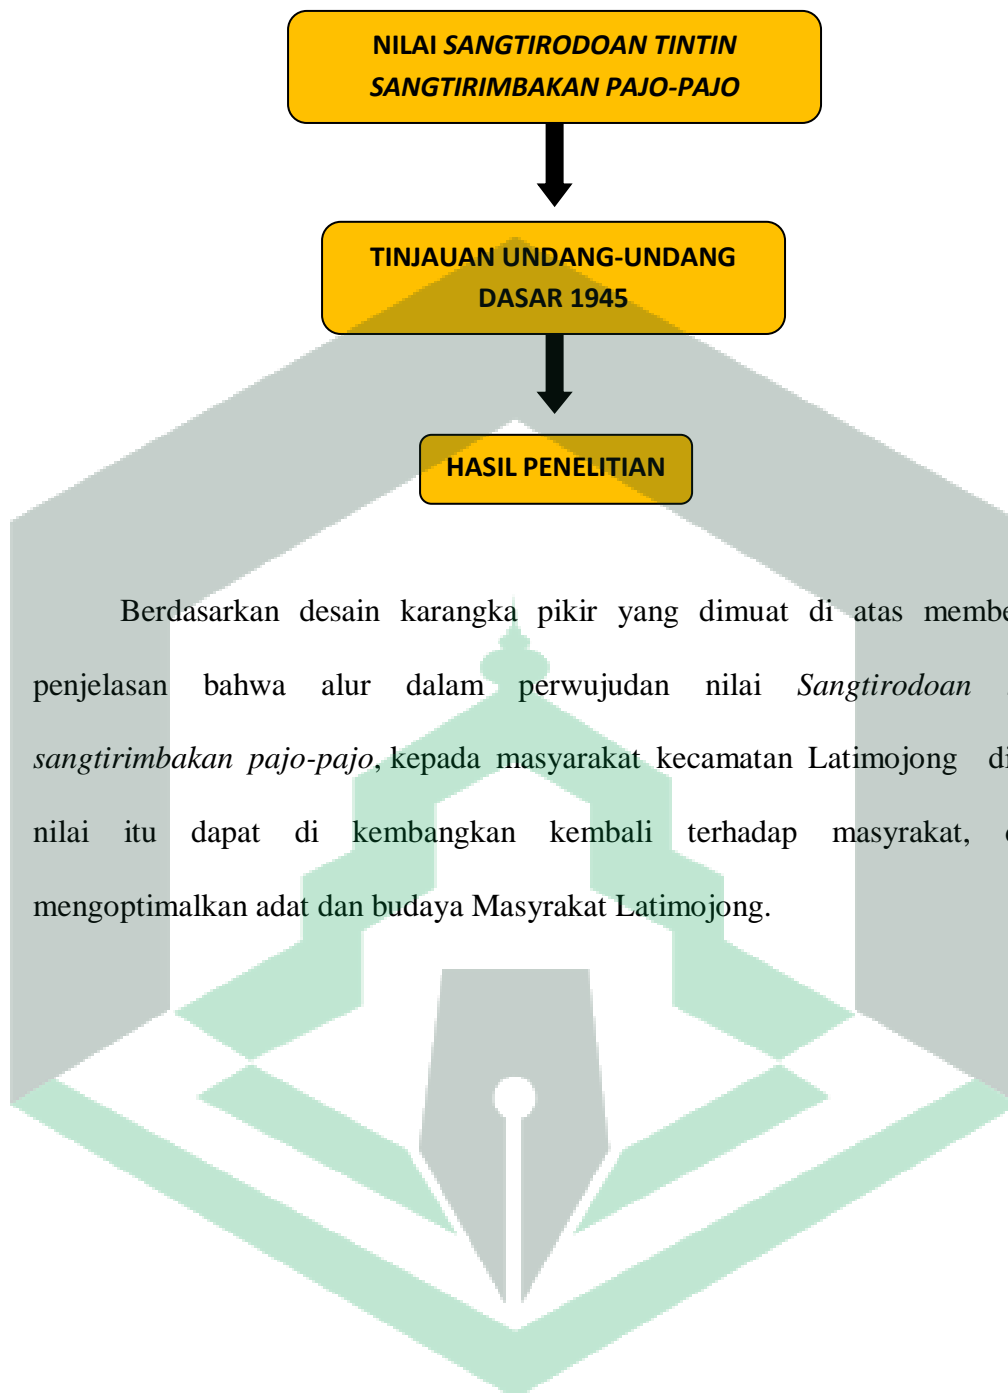 NILAI SANGTIRODOAN TINTIN
SANGTIRIMBAKAN PAJO-PAJO
TINJAUAN UNDANG-UNDANG
DASAR 1945
HASIL PENELITIAN
Berdasarkan desain karangka pikir yang dimuat di atas
penjelasan bahwa alur dalam perwujudan nilai Sangtirodoan
sangtirimbakan pajo-pajo, kepada masyarakat kecamatan Latimojong
nilai itu dapat di kembangkan kembali terhadap masyrakat,
mengoptimalkan adat dan budaya Masyrakat Latimojong.